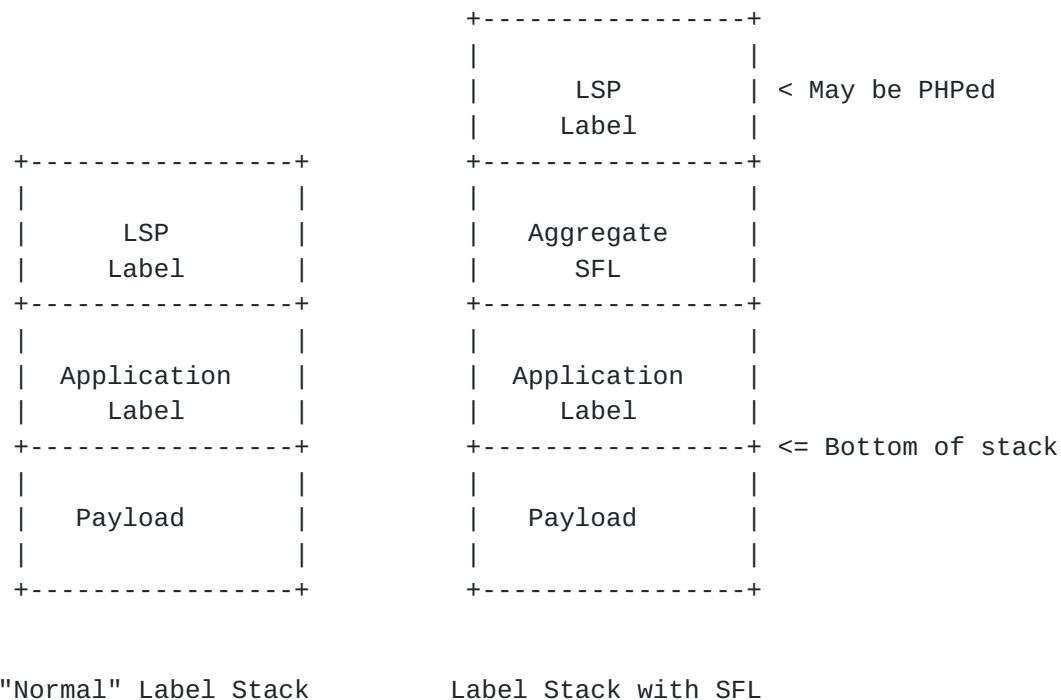 +-----------------+
|                 |
|       LSP       | < May be PHPed
|      Label      |
+-----------------+          +-----------------+
|                 |          |                 |
|       LSP       |          |    Aggregate    |
|      Label      |          |       SFL       |
+-----------------+          +-----------------+
|                 |          |                 |
|   Application   |          |   Application   |
|      Label      |          |      Label      |
+-----------------+          +-----------------+ <= Bottom of stack
|                 |          |                 |
|    Payload      |          |    Payload      |
|                 |          |                 |
+-----------------+          +-----------------+
"Normal" Label Stack         Label Stack with SFL